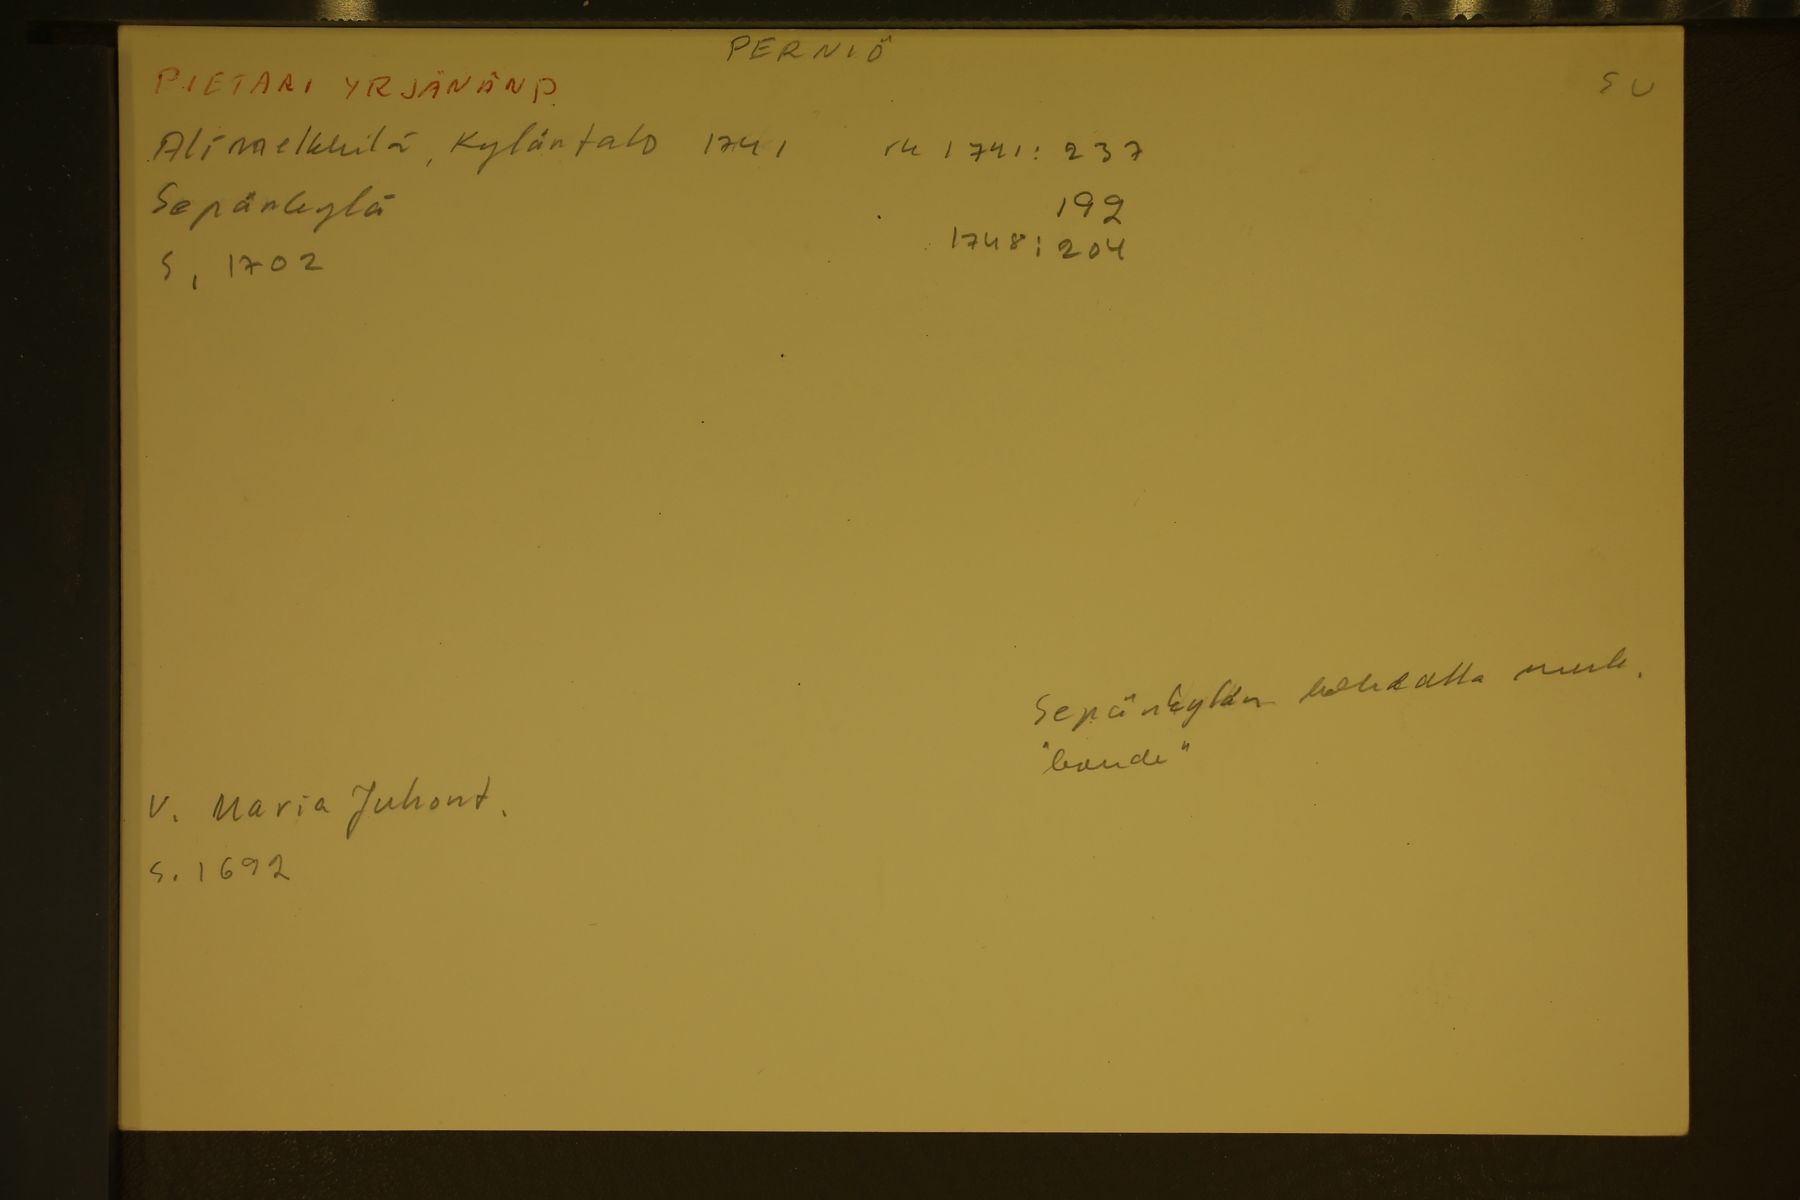 PERNIÖ
PIETARI YRJÄNÄNP. SU
Alimelkkilä, Kyläntalo 1741 rk 1741:237
Sepänkylä 192
S, 1702 1748:204
Sepänkylän kohdalla merk.
"bonde"
V. Maria Juhont.
S. 1692